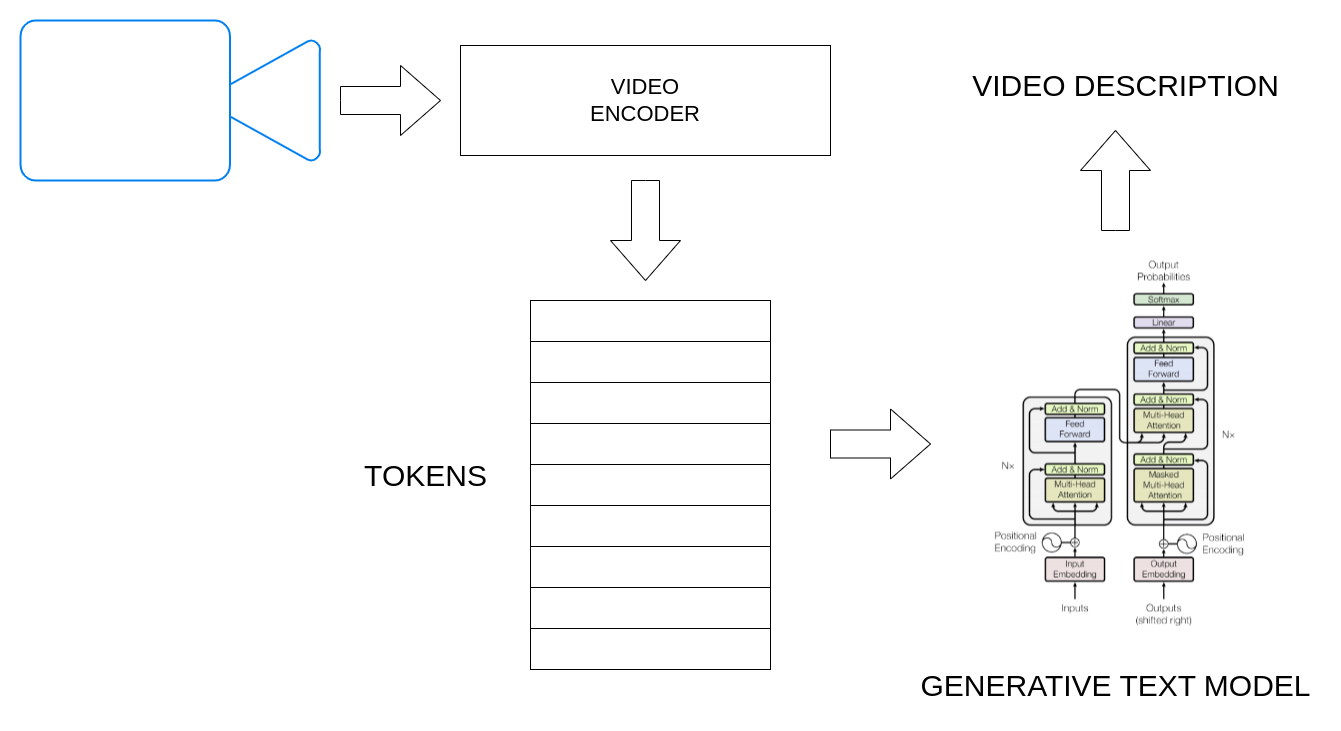 VIDEO
ENCODER
VIDEO DESCRIPTION
TOKENS
Output
Probabilities
Softmax
Linear
Add & Norm
Feed
Forward
Add & Norm
Multi-Head
Attention
Add & Norm
Masked
Multi-Head
Attention
Nx
Add & Norm
Feed
Forward
Add & Norm
Multi-Head
Attention
Nx
Positional
Encoding
Positional
Encoding
Input
Embedding
Output
Embedding
Inputs
Outputs
(shifted right)
GENERATIVE TEXT MODEL